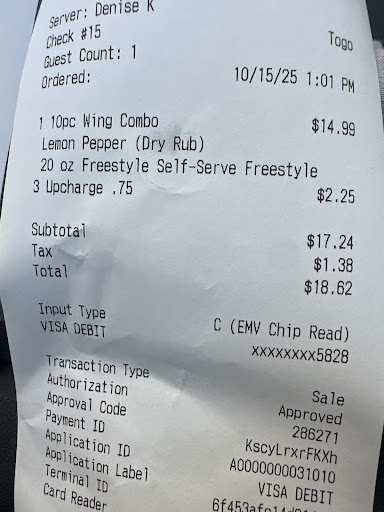 Server: Denise K
Check #15 Togo
Guest Count: 1
Ordered: 10/15/25 1:01 PM
1 10pc Wing Combo $14.99
Lemon Pepper (Dry Rub)
20 oz Freestyle Self-Serve Freestyle
3 Upcharge .75 $2.25
Subtotal $17.24
Tax $1.38
Total $18.62
Input Type C (EMV Chip Read)
VISA DEBIT xxxxxxxx5828
Transaction Type Sale
Authorization Approved
Approval Code 286271
Payment ID KscyLrxrFKXh
Application ID A0000000031010
Application Label VISA DEBIT
Terminal ID
Card Reader